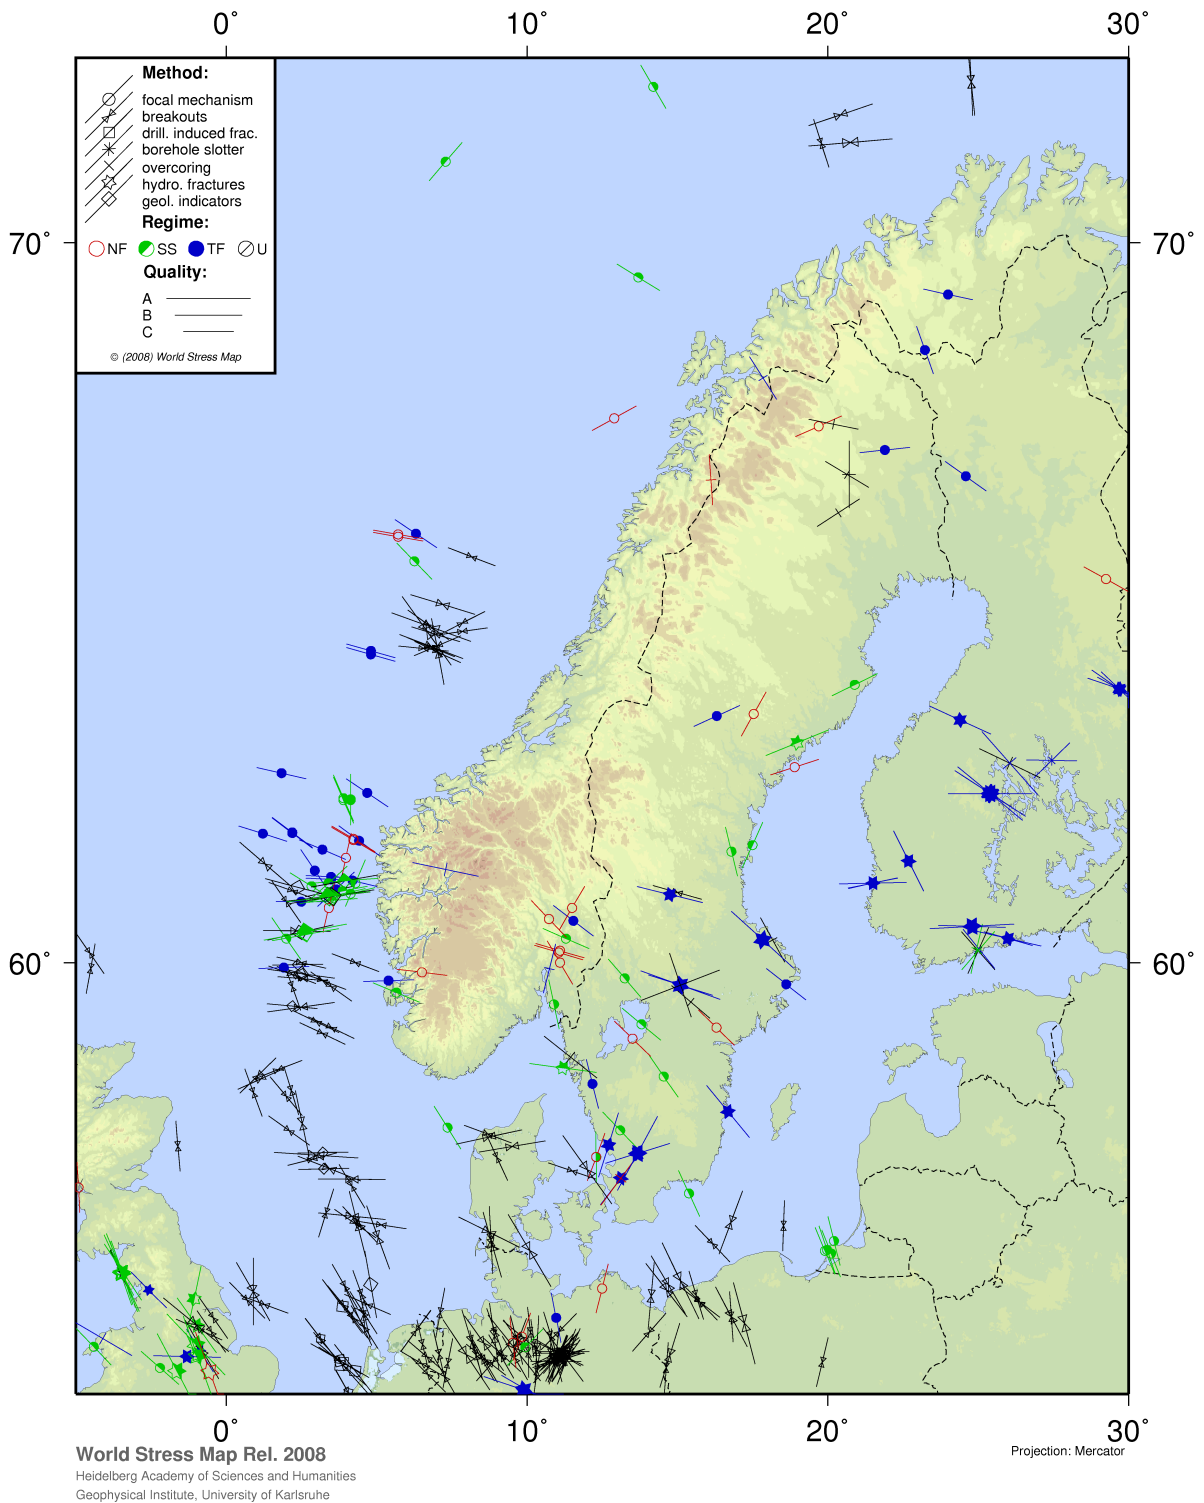 0° 10° 20° 30°
Method:
focal mechanism
breakouts
drill. induced frac.
borehole slotter
overcoring
hydro. fractures
geol. indicators
Regime:
NF SS TF U
Quality:
A
B
C
© (2008) World Stress Map
70° 70°
60° 60°
0° 10° 20° 30°
World Stress Map Rel. 2008
Projection: Mercator
Heidelberg Academy of Sciences and Humanities
Geophysical Institute, University of Karlsruhe